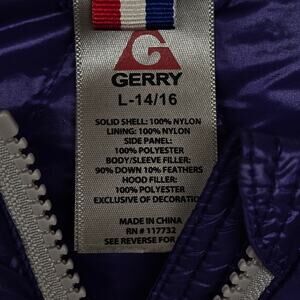 GERRY
L-14/16
SOLID SHELL: 100% NYLON
LINING: 100% NYLON
SIDE PANEL:
100% POLYESTER
BODY/SLEEVE FILLER:
90% DOWN 10% FEATHERS
HOOD FILLER:
100% POLYESTER
EXCLUSIVE OF DECORATION
MADE IN CHINA
RN # 117732
SEE REVERSE FOR